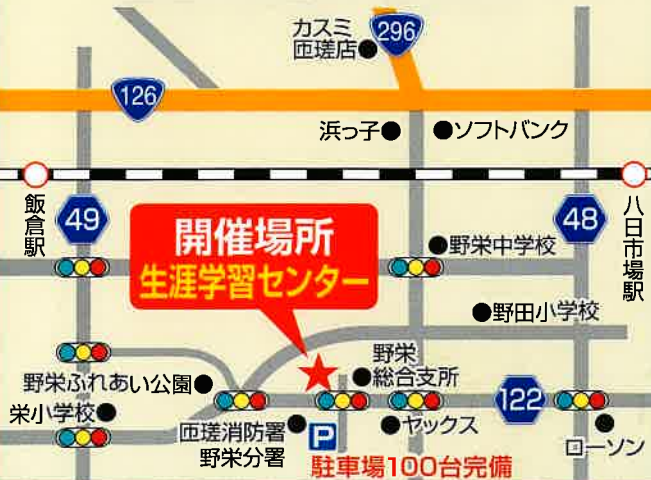 カスミ
匝瑳店
296
126
浜っ子
ソフトバンク
飯倉駅
49
開催場所
生涯学習センター
48
八日市場駅
野栄中学校
野田小学校
野栄
総合支所
野栄ふれあい公園
122
栄小学校
匝瑳消防署
野栄分署
P
ヤックス
ローソン
駐車場100台完備